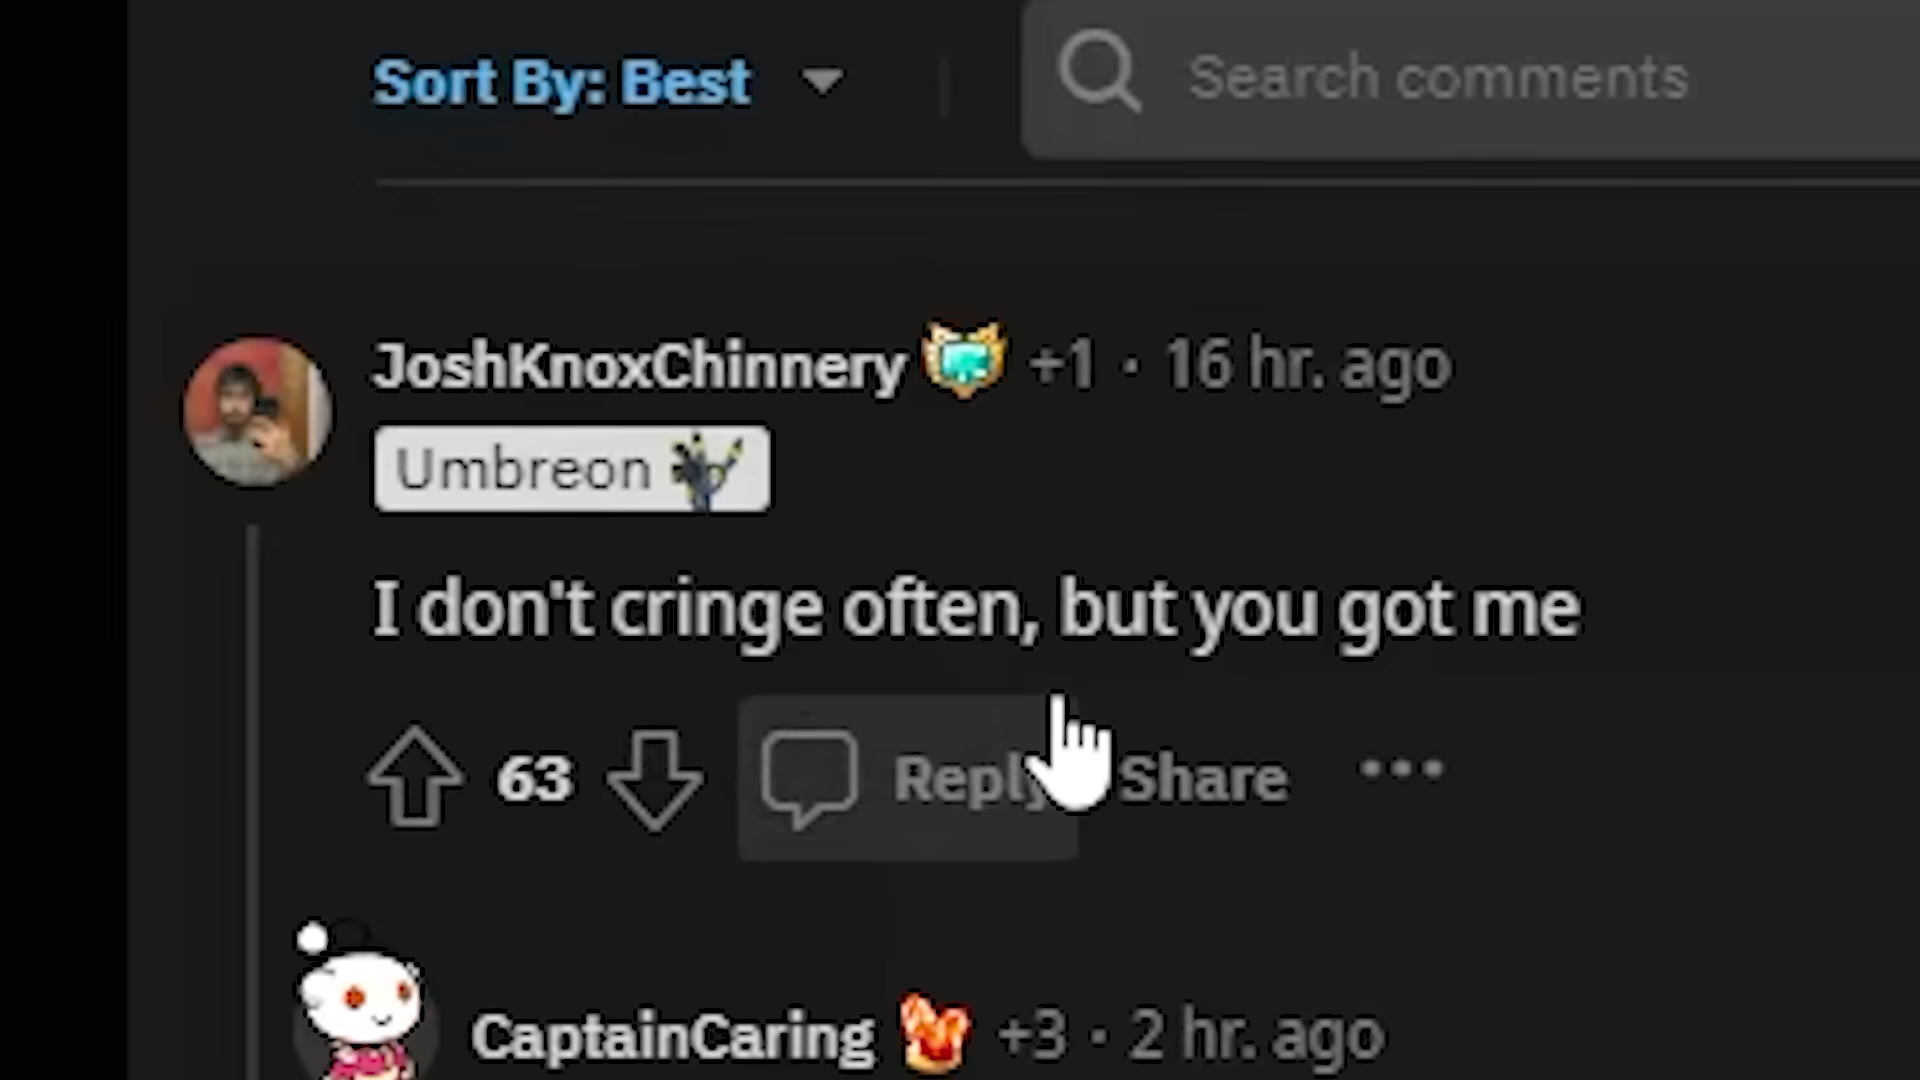 Sort By: Best
Search comments
JoshKnoxChinnery +1 · 16 hr. ago
Umbreon
I don't cringe often, but you got me
63 Reply Share ...
CaptainCaring +3 · 2 hr. ago